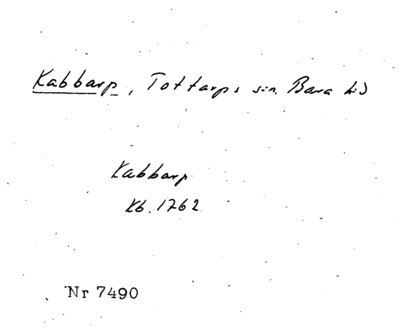 Kabbarp, Tottarps sn. Bara hd
Kabbarp
Kb. 1762
Nr 7490